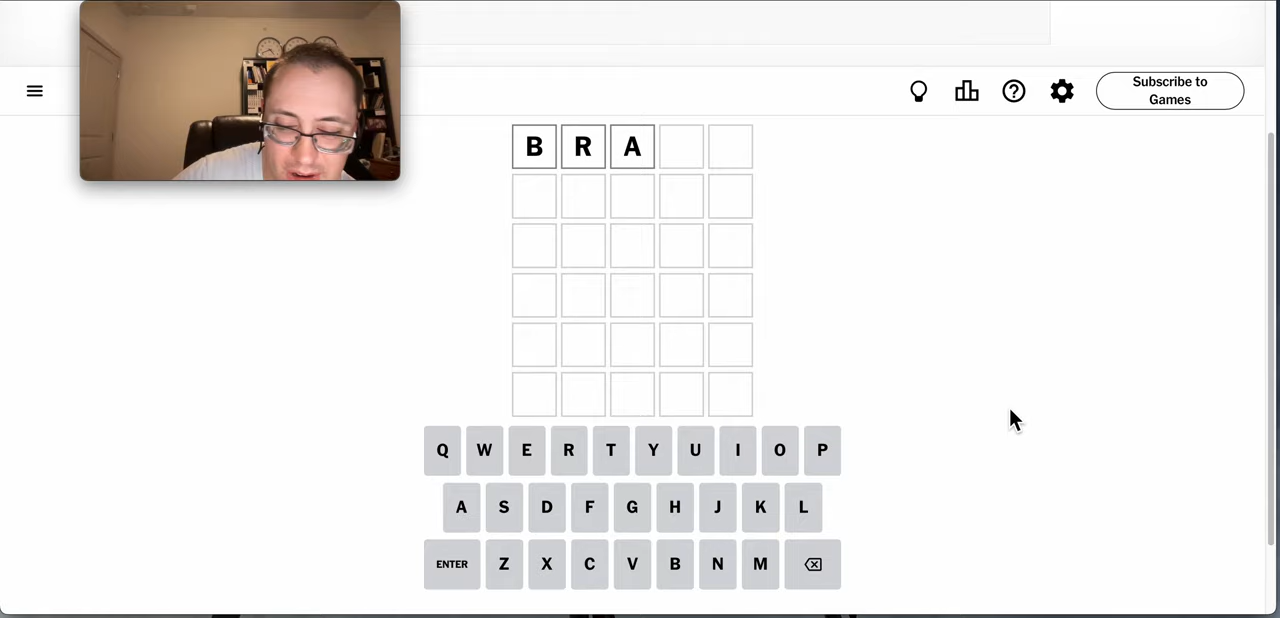 Subscribe to
Games
B R A
Q W E R T Y U I O P
A S D F G H J K L
ENTER Z X C V B N M